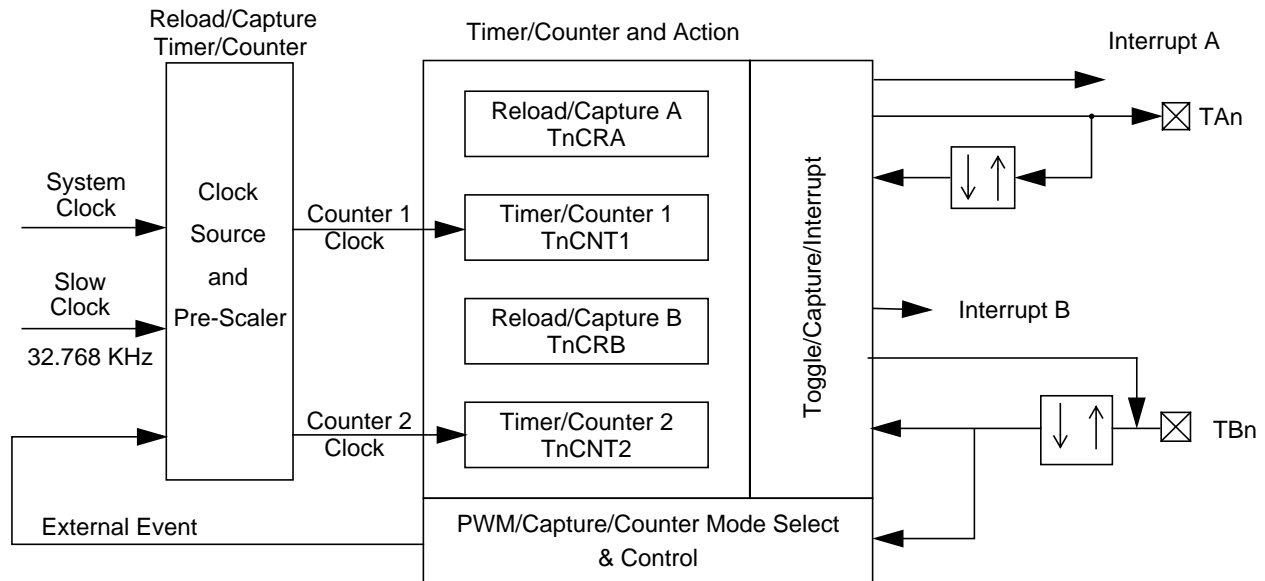 Reload/Capture
Timer/Counter
Timer/Counter and Action
Interrupt A
Reload/Capture A
TnCRA
TAn
System
Clock
Clock
Source
and
Pre-Scaler
Counter 1
Clock
Timer/Counter 1
TnCNT1
Toggle/Capture/Interrupt
Slow
Clock
32.768 KHz
Reload/Capture B
TnCRB
Interrupt B
Counter 2
Clock
Timer/Counter 2
TnCNT2
TBn
External Event
PWM/Capture/Counter Mode Select
& Control